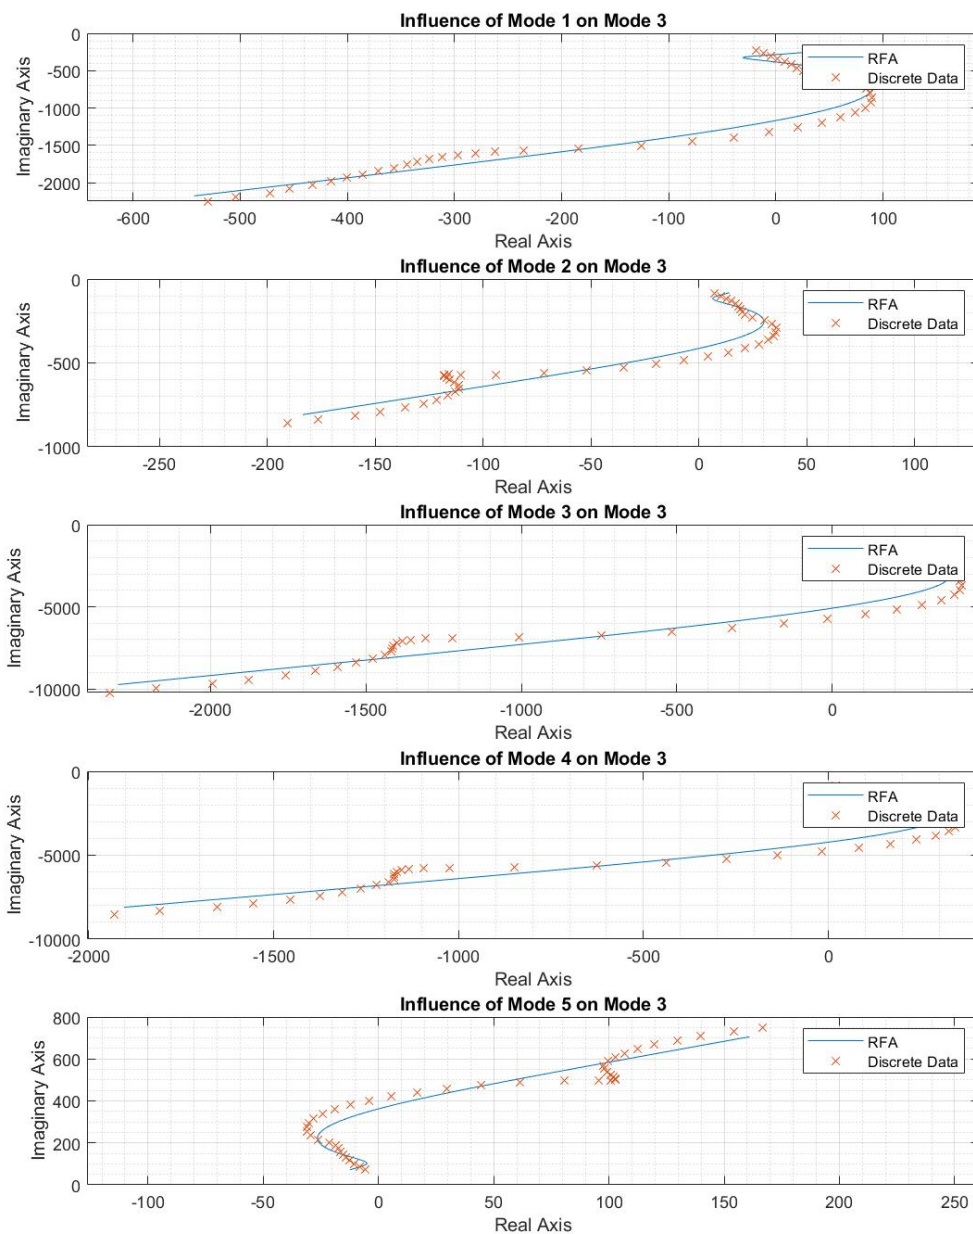 Influence of Mode 1 on Mode 3
0
-500
-1000
-1500
-2000
Imaginary Axis
RFA
Discrete Data
-600 -500 -400 -300 -200 -100 0 100
Real Axis
Influence of Mode 2 on Mode 3
0
-500
-1000
Imaginary Axis
RFA
Discrete Data
-250 -200 -150 -100 -50 0 50 100
Real Axis
Influence of Mode 3 on Mode 3
0
-5000
-10000
Imaginary Axis
RFA
Discrete Data
-2000 -1500 -1000 -500 0
Real Axis
Influence of Mode 4 on Mode 3
0
-5000
-10000
Imaginary Axis
RFA
Discrete Data
-2000 -1500 -1000 -500 0
Real Axis
Influence of Mode 5 on Mode 3
800
600
400
200
0
Imaginary Axis
RFA
Discrete Data
-100 -50 0 50 100 150 200 250
Real Axis